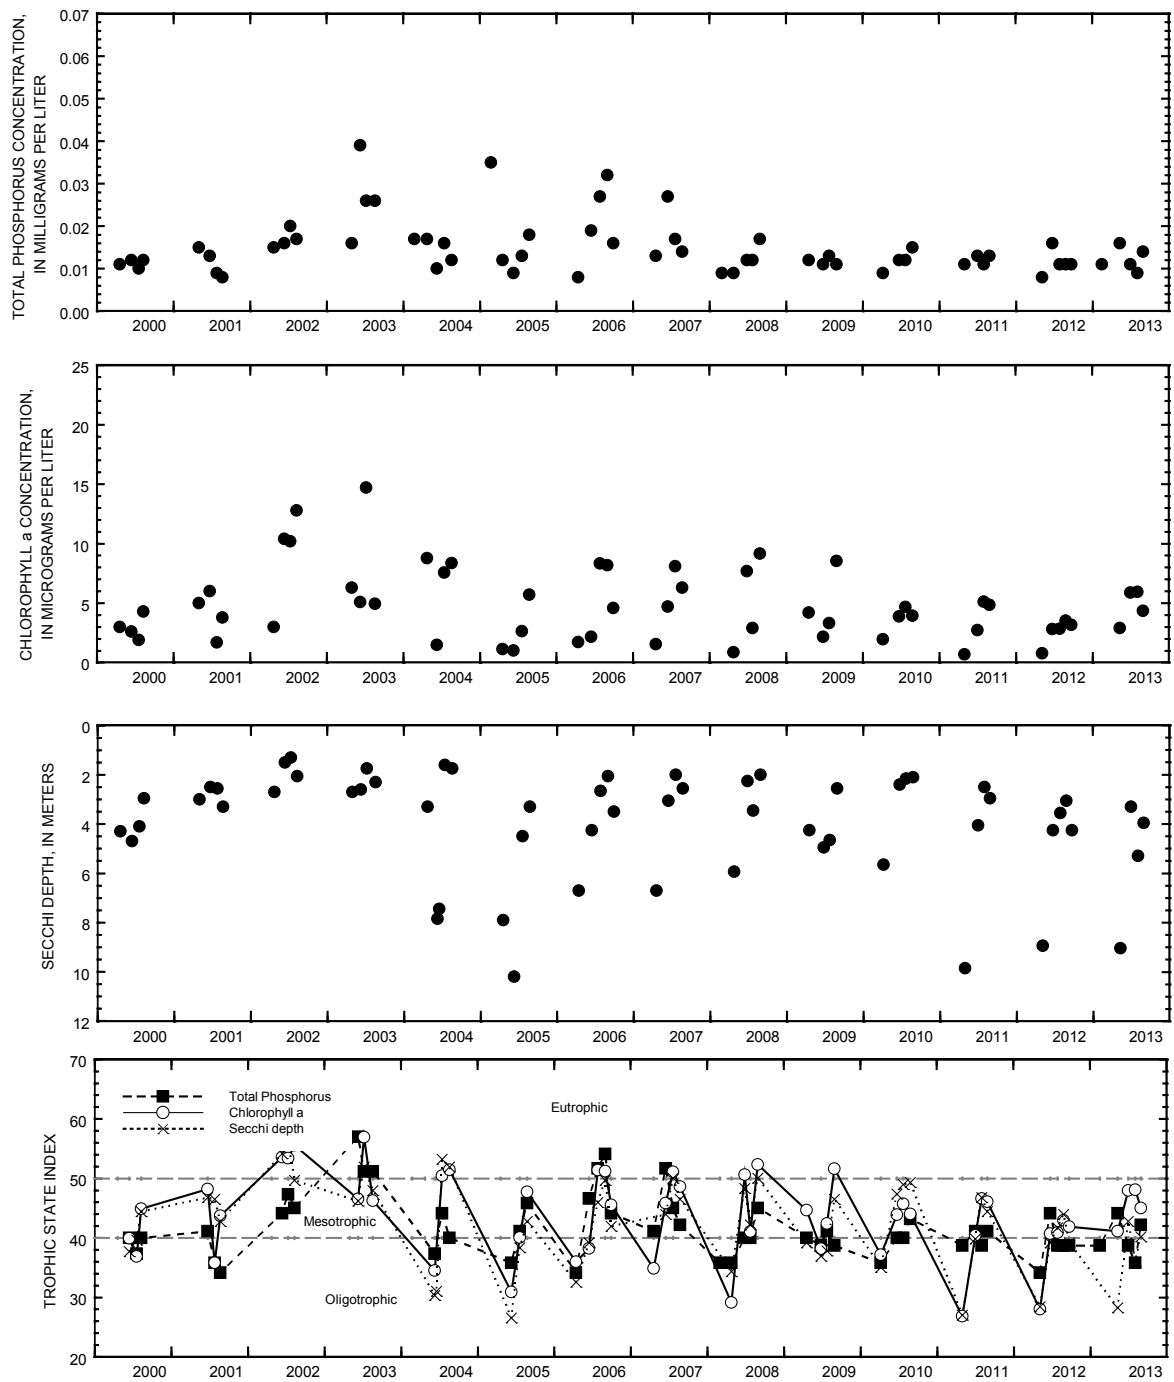 TOTAL PHOSPHORUS CONCENTRATION,
IN MILLIGRAMS PER LITER
0.07
0.06
0.05
0.04
0.03
0.02
0.01
0.00
2000 2001 2002 2003 2004 2005 2006 2007 2008 2009 2010 2011 2012 2013
CHLOROPHYLL a CONCENTRATION,
IN MICROGRAMS PER LITER
25
20
15
10
5
0
2000 2001 2002 2003 2004 2005 2006 2007 2008 2009 2010 2011 2012 2013
SECCHI DEPTH, IN METERS
0
2
4
6
8
10
12
2000 2001 2002 2003 2004 2005 2006 2007 2008 2009 2010 2011 2012 2013
TROPHIC STATE INDEX
70
60
50
40
30
20
Total Phosphorus
Chlorophyll a
Secchi depth
Eutrophic
Mesotrophic
Oligotrophic
2000 2001 2002 2003 2004 2005 2006 2007 2008 2009 2010 2011 2012 2013